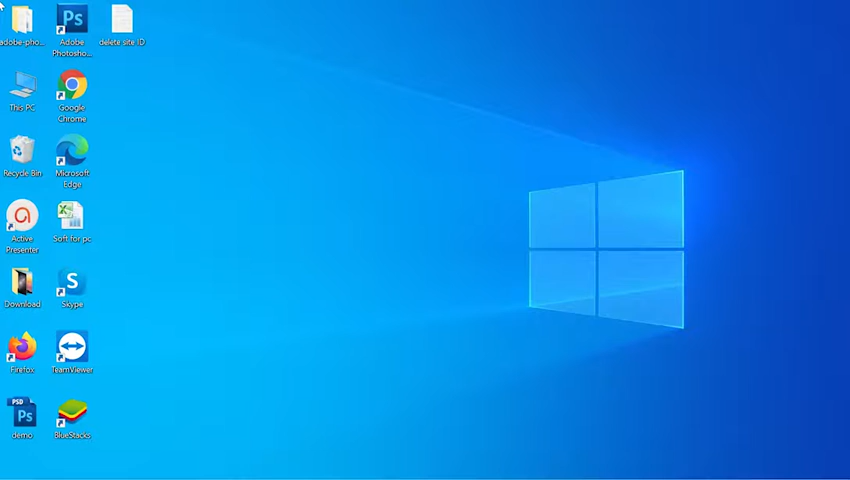 adobe-pho...
Adobe
Photosho...
delete site ID
This PC
Google
Chrome
Recycle Bin
Microsoft
Edge
Active
Presenter
Soft for pc
Download
Skype
Firefox
TeamViewer
PSD
Ps
demo
BlueStacks